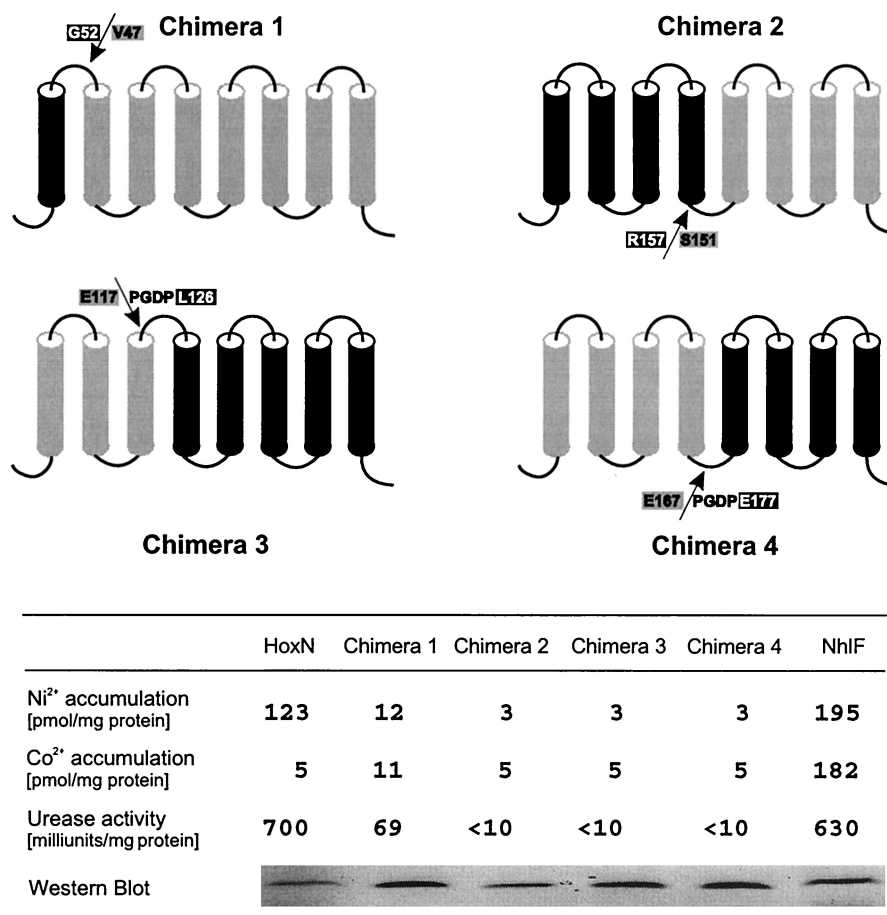 G52 V47 Chimera 1
Chimera 2
R157 S151
E117 PGDP L126
E167 PGDP E177
Chimera 3
Chimera 4
HoxN Chimera 1 Chimera 2 Chimera 3 Chimera 4 NhlF
Ni²⁺ accumulation
[pmol/mg protein]
123 12 3 3 3 195
Co²⁺ accumulation
[pmol/mg protein]
5 11 5 5 5 182
Urease activity
[milliunits/mg protein]
700 69 <10 <10 <10 630
Western Blot